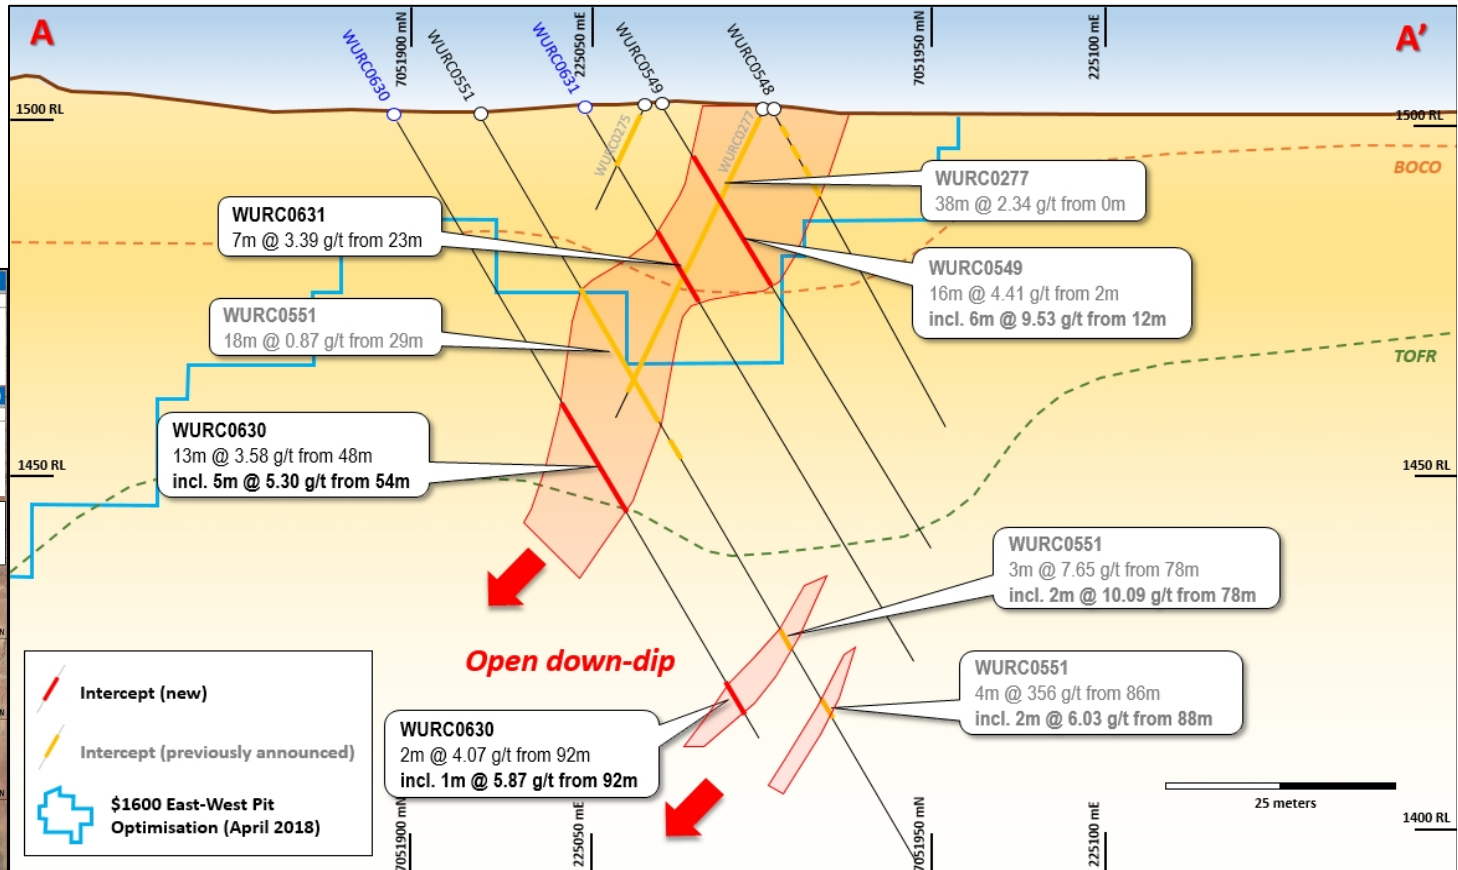 A
A'
7051900 mN
225050 mE
7051950 mN
225100 mE
WURC0630
WURC0551
WURC0631
WURC0549
WURC0548
1500 RL
1500 RL
WURC0275
WURC0277
BOCO
WURC0277
38m @ 2.34 g/t from 0m
WURC0631
7m @ 3.39 g/t from 23m
WURC0549
16m @ 4.41 g/t from 2m
incl. 6m @ 9.53 g/t from 12m
WURC0551
18m @ 0.87 g/t from 29m
TOFR
WURC0630
13m @ 3.58 g/t from 48m
incl. 5m @ 5.30 g/t from 54m
1450 RL
1450 RL
WURC0551
3m @ 7.65 g/t from 78m
incl. 2m @ 10.09 g/t from 78m
Open down-dip
WURC0551
4m @ 356 g/t from 86m
incl. 2m @ 6.03 g/t from 88m
WURC0630
2m @ 4.07 g/t from 92m
incl. 1m @ 5.87 g/t from 92m
Intercept (new)
Intercept (previously announced)
$1600 East-West Pit
Optimisation (April 2018)
25 meters
1400 RL
7051900 mN
225050 mE
7051950 mN
225100 mE